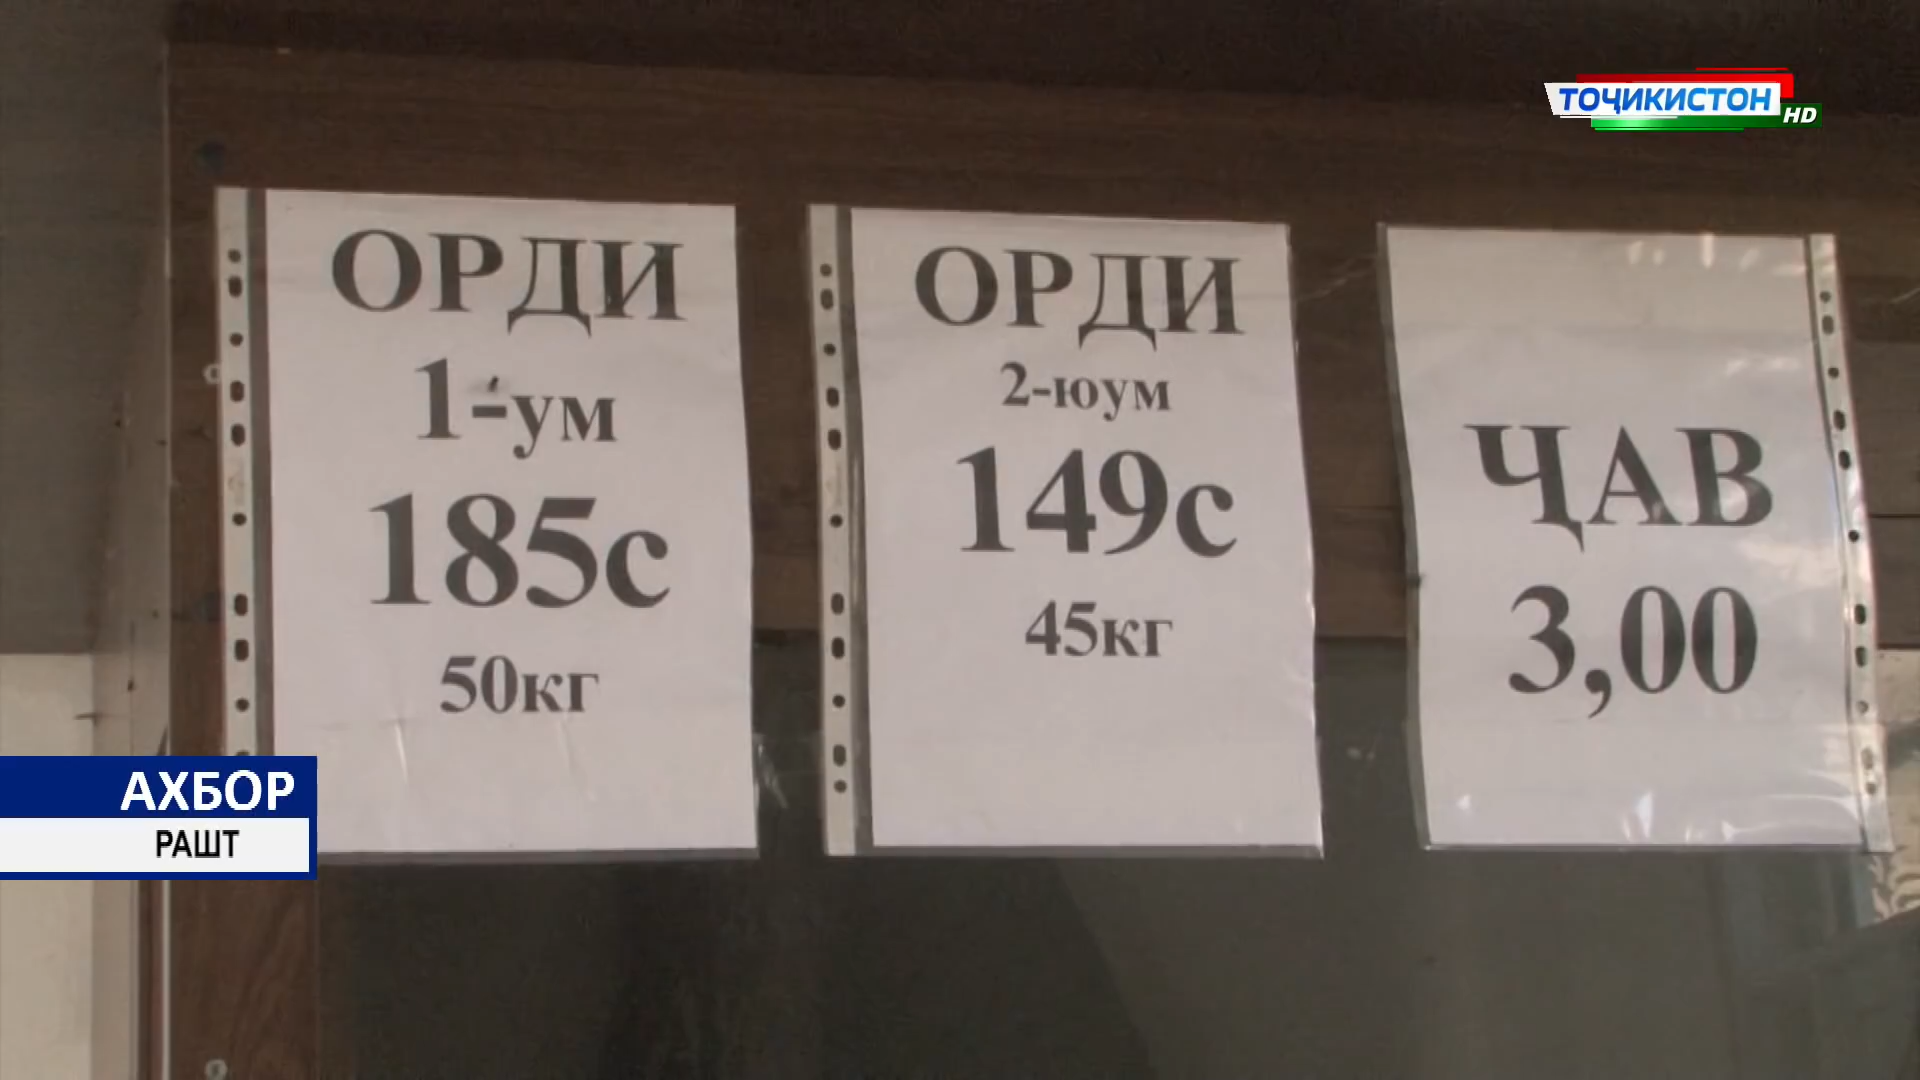 ТОҶИКИСТОН HD
ОРДИ
1-ум
185с
50кг
ОРДИ
2-юум
149с
45кг
ҶАВ
3,00
АХБОР
РАШТ